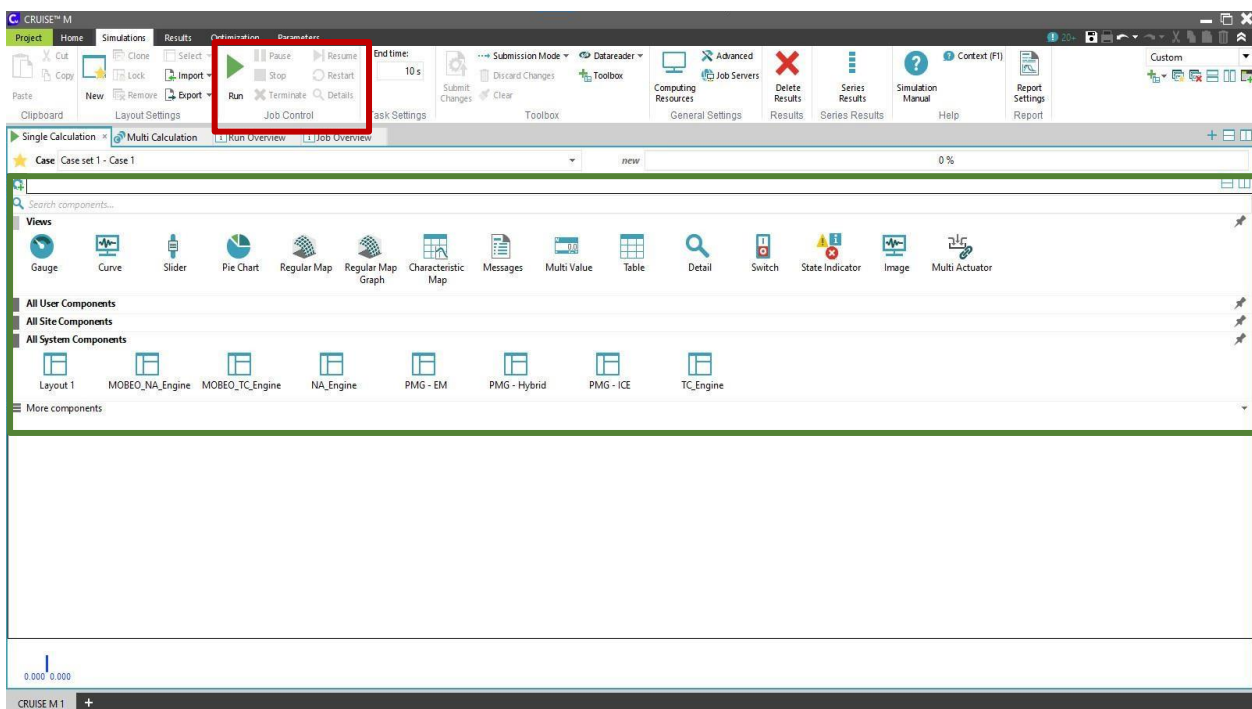 CRUISE™ M
Project Home Simulations Results Optimization Parameters 20+
Cut Clone Select Pause Resume End time: Submission Mode Datareader Advanced Context (F1) Custom
Copy Lock Import Stop Restart 10 s Discard Changes Toolbox Job Servers
Paste New Remove Export Run Terminate Details Submit Changes Clear Computing Resources Delete Results Series Results Simulation Manual Report Settings
Clipboard Layout Settings Job Control Task Settings Toolbox General Settings Results Series Results Help Report
Single Calculation × Multi Calculation Run Overview Job Overview
Case Case set 1 - Case 1 new 0 %
Search components...
Views
Gauge Curve Slider Pie Chart Regular Map Regular Map Graph Characteristic Map Messages Multi Value Table Detail Switch State Indicator Image Multi Actuator
All User Components
All Site Components
All System Components
Layout 1 MOBEO_NA_Engine MOBEO_TC_Engine NA_Engine PMG - EM PMG - Hybrid PMG - ICE TC_Engine
More components
0.000 0.000
CRUISE M 1 +